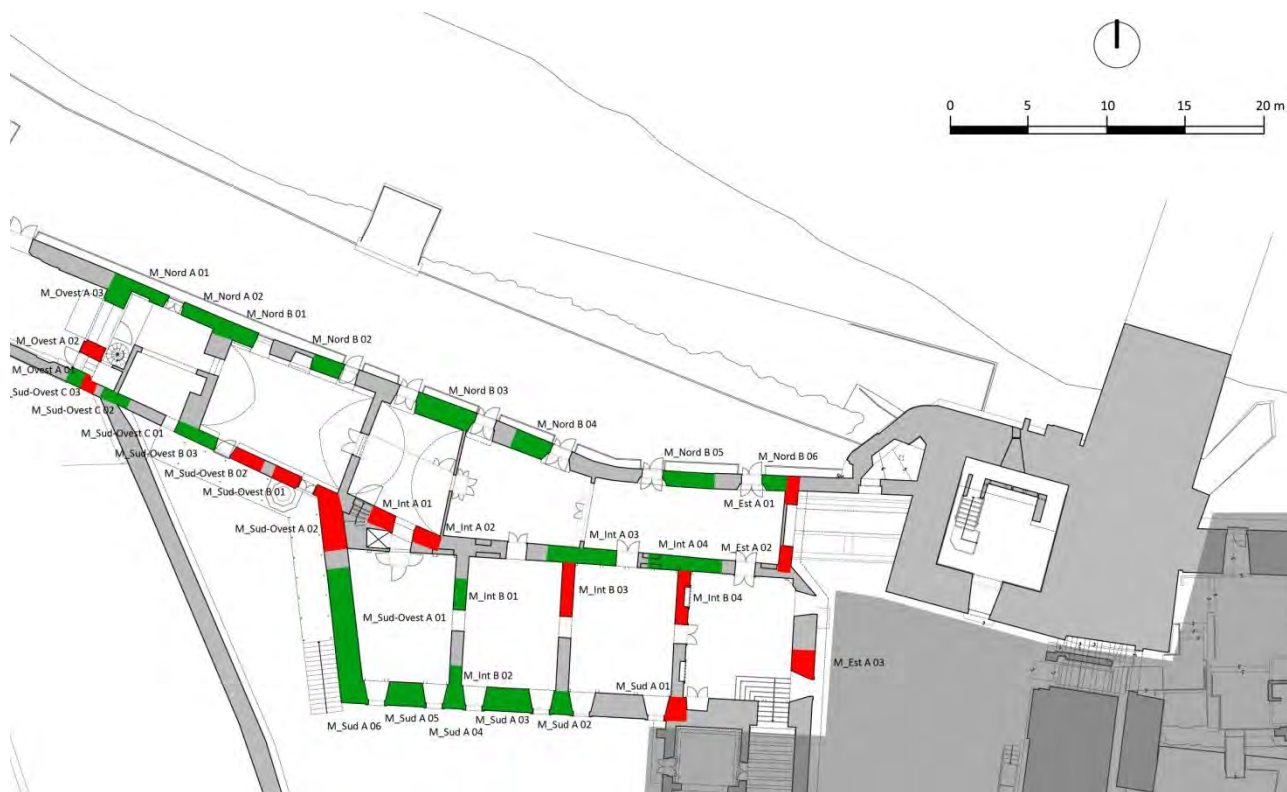 0 5 10 15 20 m
M_Nord A 01
M_Ovest A 03
M_Nord A 02
M_Nord B 01
M_Nord B 02
M_Ovest A 02
M_Ovest A 01
Sud-Ovest C 03
M_Sud-Ovest C 02
M_Nord B 03
M_Nord B 04
M_Sud-Ovest C 01
M_Sud-Ovest B 03
M_Nord B 05
M_Nord B 06
M_Sud-Ovest B 02
M_Sud-Ovest B 01
M_Int A 01
M_Est A 01
M_Sud-Ovest A 02
M_Int A 02
M_Int A 03
M_Int A 04
M_Est A 02
M_Int B 01
M_Int B 03
M_Int B 04
M_Sud-Ovest A 01
M_Est A 03
M_Int B 02
M_Sud A 01
M_Sud A 06
M_Sud A 05
M_Sud A 04
M_Sud A 03
M_Sud A 02